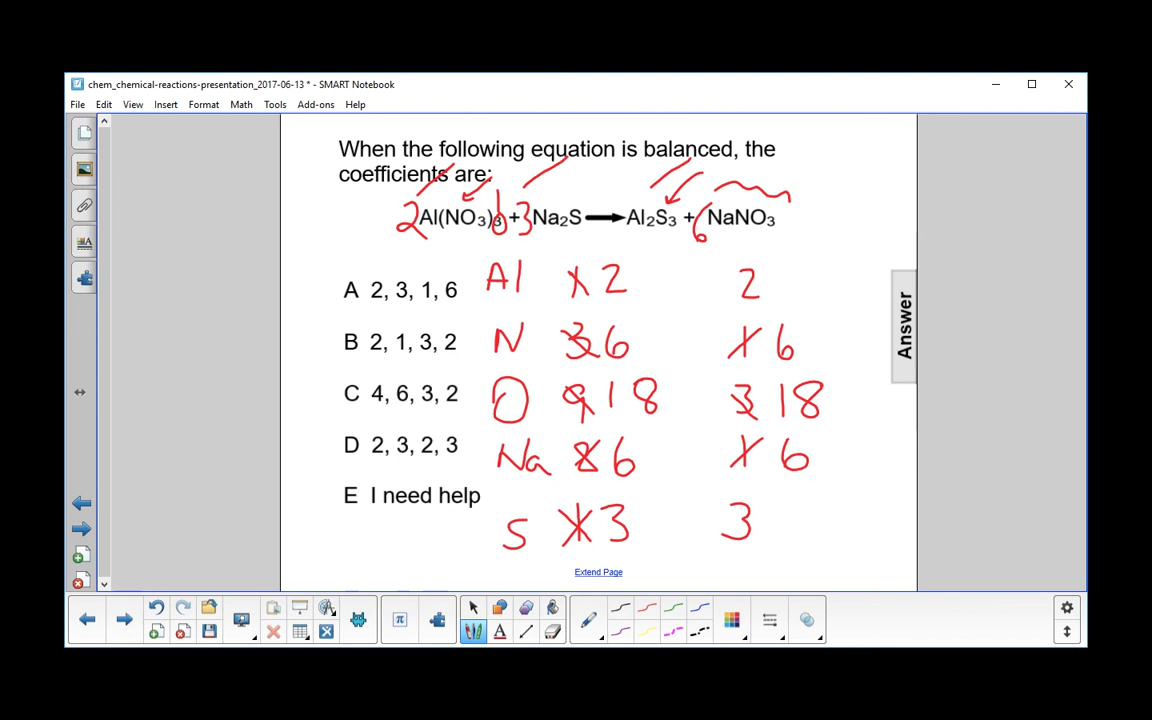 chem_chemical-reactions-presentation_2017-06-13 * - SMART Notebook
File Edit View Insert Format Math Tools Add-ons Help
When the following equation is balanced, the
coefficients are:
2 Al(NO₃)₃ + 3 Na₂S → Al₂S₃ + 6 NaNO₃
6
A 2, 3, 1, 6
B 2, 1, 3, 2
C 4, 6, 3, 2
D 2, 3, 2, 3
E I need help
Al 2 2
N 3 6 6
O 9 18 3 18
Na 2 6 6
S 3 3
Answer
Extend Page
π
A